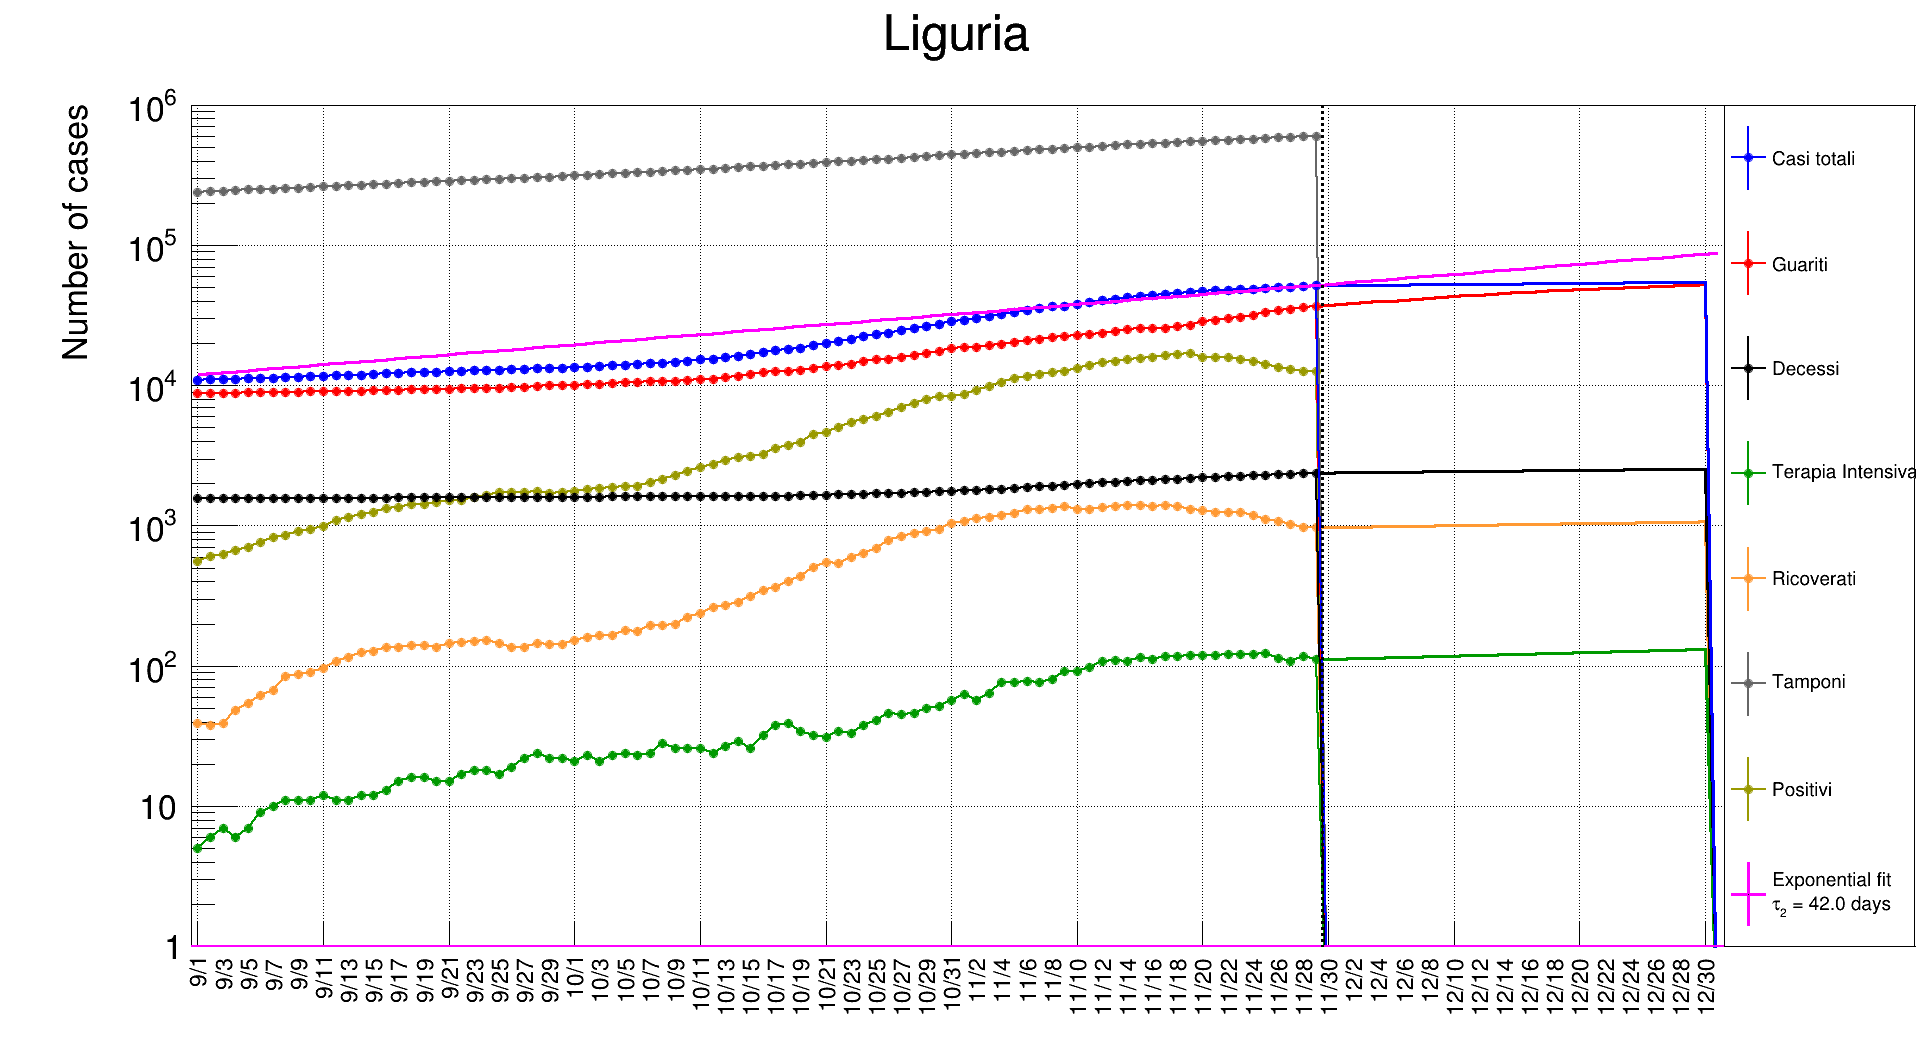 Liguria
Number of cases
10^6
10^5
10^4
10^3
10^2
10
1
9/1 9/3 9/5 9/7 9/9 9/11 9/13 9/15 9/17 9/19 9/21 9/23 9/25 9/27 9/29 10/1 10/3 10/5 10/7 10/9 10/11 10/13 10/15 10/17 10/19 10/21 10/23 10/25 10/27 10/29 10/31 11/2 11/4 11/6 11/8 11/10 11/12 11/14 11/16 11/18 11/20 11/22 11/24 11/26 11/28 11/30 12/2 12/4 12/6 12/8 12/10 12/12 12/14 12/16 12/18 12/20 12/22 12/24 12/26 12/28 12/30
Casi totali
Guariti
Decessi
Terapia Intensiva
Ricoverati
Tamponi
Positivi
Exponential fit
τ_2 = 42.0 days